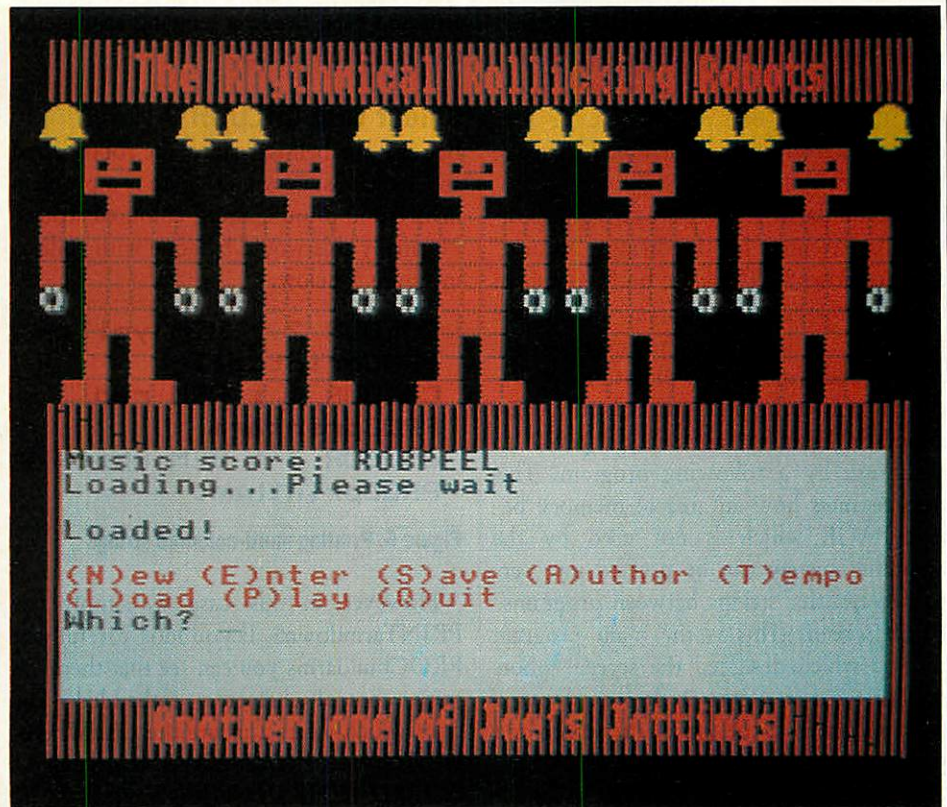 The Rhythmical Rollicking Robots
Music score: ROBPEEL
Loading...Please wait
Loaded!
(N)ew (E)nter (S)ave (A)uthor (T)empo
(L)oad (P)lay (Q)uit
Which? _
Another one of Joe's Jottings